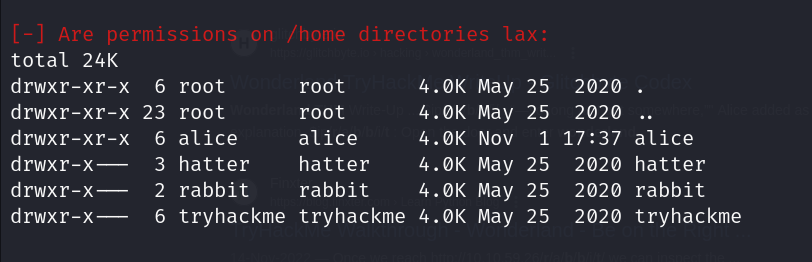 [-] Are permissions on /home directories lax:
total 24K
drwxr-xr-x  6 root      root      4.0K May 25  2020 .
drwxr-xr-x 23 root      root      4.0K May 25  2020 ..
drwxr-xr-x  6 alice     alice     4.0K Nov  1 17:37 alice
drwxr-x---  3 hatter    hatter    4.0K May 25  2020 hatter
drwxr-x---  2 rabbit    rabbit    4.0K May 25  2020 rabbit
drwxr-x---  6 tryhackme tryhackme 4.0K May 25  2020 tryhackme